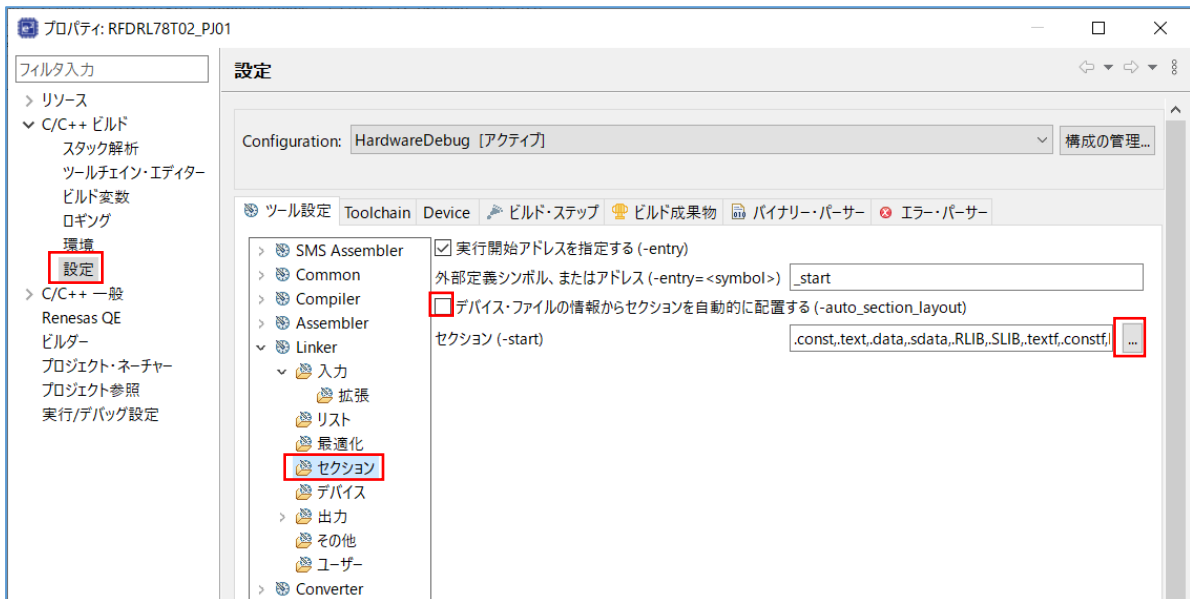 プロパティ: RFDRL78T02_PJ01
フィルタ入力
リソース
C/C++ ビルド
スタック解析
ツールチェイン・エディター
ビルド変数
ロギング
環境
設定
C/C++ 一般
Renesas QE
ビルダー
プロジェクト・ネーチャー
プロジェクト参照
実行/デバッグ設定
設定
Configuration: HardwareDebug [アクティブ] 構成の管理...
ツール設定 Toolchain Device ビルド・ステップ ビルド成果物 バイナリー・パーサー エラー・パーサー
SMS Assembler
Common
Compiler
Assembler
Linker
入力
拡張
リスト
最適化
セクション
デバイス
出力
その他
ユーザー
Converter
実行開始アドレスを指定する (-entry)
外部定義シンボル、またはアドレス (-entry=<symbol>) _start
デバイス・ファイルの情報からセクションを自動的に配置する (-auto_section_layout)
セクション (-start) .const,.text,.data,.sdata,.RLIB,.SLIB,.textf,.constf, ...